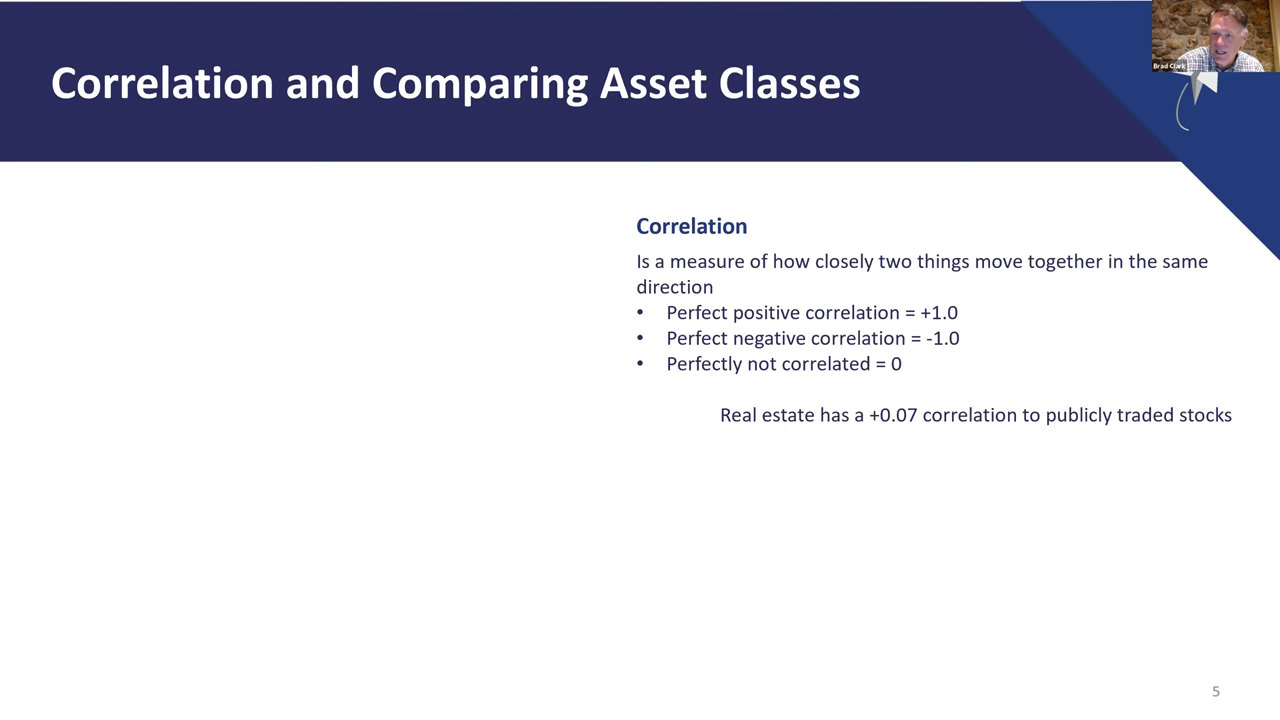 Correlation and Comparing Asset Classes
Brad Clark
Correlation
Is a measure of how closely two things move together in the same
direction
• Perfect positive correlation = +1.0
• Perfect negative correlation = -1.0
• Perfectly not correlated = 0
Real estate has a +0.07 correlation to publicly traded stocks
5